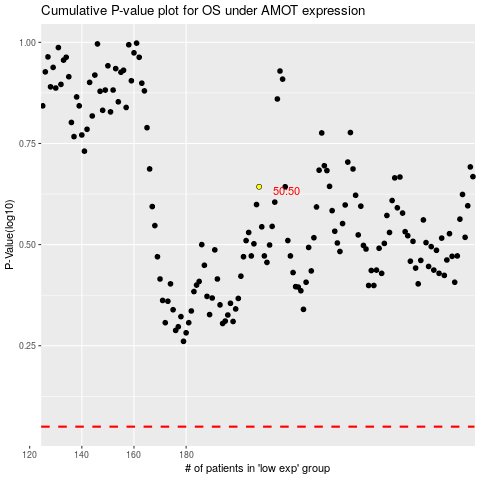 Cumulative P-value plot for OS under AMOT expression
P-Value(log10)
1.00
0.75
0.50
0.25
50:50
120 140 160 180
# of patients in 'low exp' group